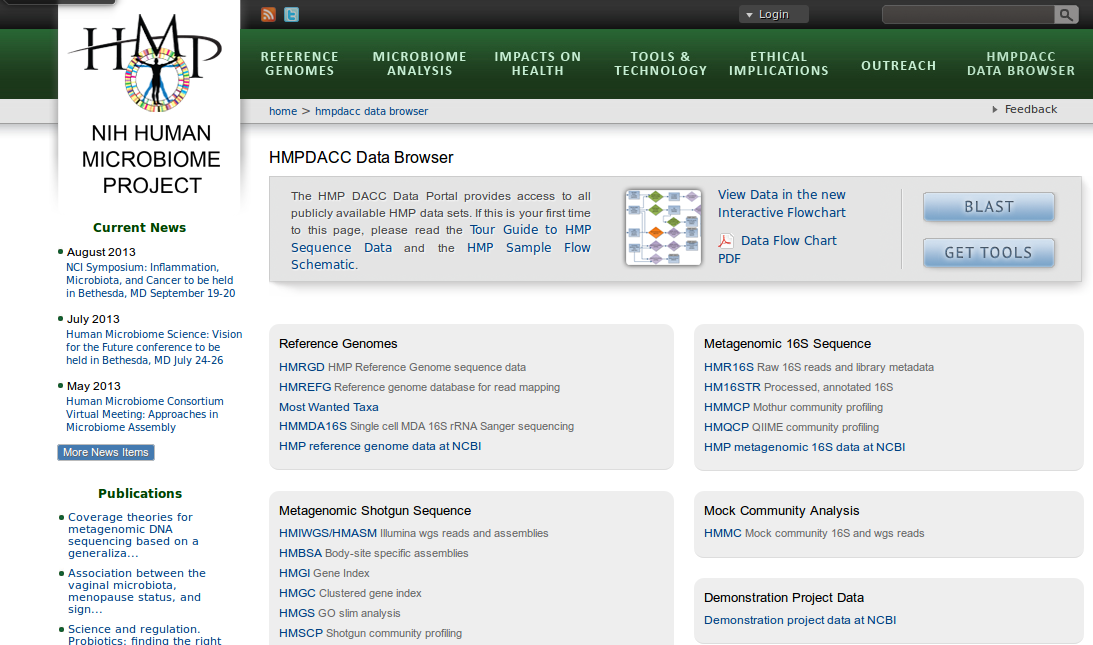 Login
HMP
NIH HUMAN
MICROBIOME
PROJECT
REFERENCE
GENOMES
MICROBIOME
ANALYSIS
IMPACTS ON
HEALTH
TOOLS &
TECHNOLOGY
ETHICAL
IMPLICATIONS
OUTREACH
HMPDACC
DATA BROWSER
home > hmpdacc data browser
Feedback
Current News
August 2013
NCI Symposium: Inflammation,
Microbiota, and Cancer to be held
in Bethesda, MD September 19-20
July 2013
Human Microbiome Science: Vision
for the Future conference to be
held in Bethesda, MD July 24-26
May 2013
Human Microbiome Consortium
Virtual Meeting: Approaches in
Microbiome Assembly
More News Items
Publications
Coverage theories for
metagenomic DNA
sequencing based on a
generaliza...
Association between the
vaginal microbiota,
menopause status, and
sign...
Science and regulation.
Probiotics: finding the right
HMPDACC Data Browser
The HMP DACC Data Portal provides access to all
publicly available HMP data sets. If this is your first time
to this page, please read the Tour Guide to HMP
Sequence Data and the HMP Sample Flow
Schematic.
View Data in the new
Interactive Flowchart
Data Flow Chart
PDF
BLAST
GET TOOLS
Reference Genomes
HMRGD HMP Reference Genome sequence data
HMREFG Reference genome database for read mapping
Most Wanted Taxa
HMMDA16S Single cell MDA 16S rRNA Sanger sequencing
HMP reference genome data at NCBI
Metagenomic 16S Sequence
HMR16S Raw 16S reads and library metadata
HM16STR Processed, annotated 16S
HMMCP Mothur community profiling
HMQCP QIIME community profiling
HMP metagenomic 16S data at NCBI
Metagenomic Shotgun Sequence
HMIWGS/HMASM Illumina wgs reads and assemblies
HMBSA Body-site specific assemblies
HMGI Gene Index
HMGC Clustered gene index
HMGS GO slim analysis
HMSCP Shotgun community profiling
Mock Community Analysis
HMMC Mock community 16S and wgs reads
Demonstration Project Data
Demonstration project data at NCBI